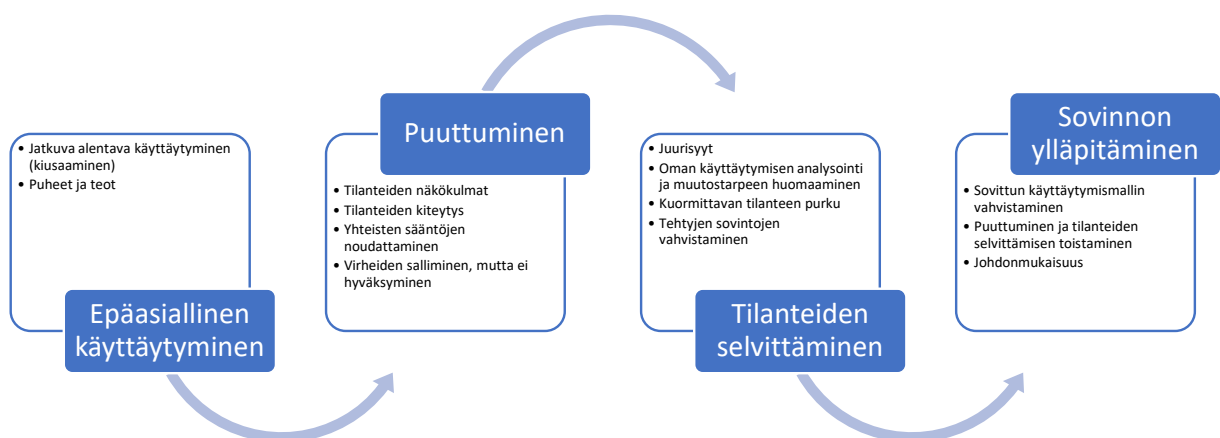 Jatkuva alentava käyttäytyminen
(kiusaaminen)
Puheet ja teot
Epäasiallinen
käyttäytyminen
Puuttuminen
Tilanteiden näkökulmat
Tilanteiden kiteytys
Yhteisten sääntöjen
noudattaminen
Virheiden salliminen, mutta ei
hyväksyminen
Juurisyyt
Oman käyttäytymisen analysointi
ja muutostarpeen huomaaminen
Kuormittavan tilanteen purku
Tehtyjen sovintojen
vahvistaminen
Tilanteiden
selvittäminen
Sovinnon
ylläpitäminen
Sovittun käyttäytymismallin
vahvistaminen
Puuttuminen ja tilanteiden
selvittämisen toistaminen
Johdonmukaisuus